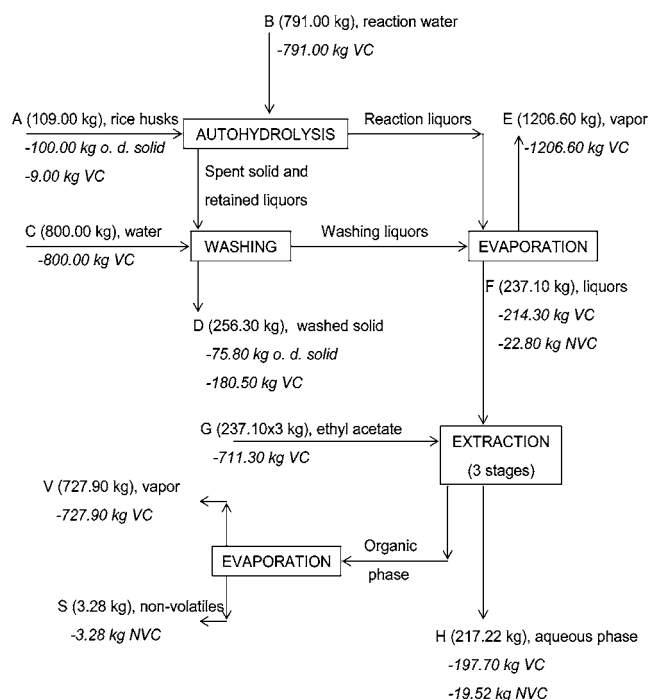 B (791.00 kg), reaction water
-791.00 kg VC
A (109.00 kg), rice husks
-100.00 kg o. d. solid
-9.00 kg VC
AUTOHYDROLYSIS
Reaction liquors
E (1206.60 kg), vapor
-1206.60 kg VC
Spent solid and
retained liquors
C (800.00 kg), water
-800.00 kg VC
WASHING
Washing liquors
EVAPORATION
D (256.30 kg), washed solid
-75.80 kg o. d. solid
-180.50 kg VC
F (237.10 kg), liquors
-214.30 kg VC
-22.80 kg NVC
G (237.10x3 kg), ethyl acetate
-711.30 kg VC
EXTRACTION
(3 stages)
V (727.90 kg), vapor
-727.90 kg VC
EVAPORATION
Organic
phase
S (3.28 kg), non-volatiles
-3.28 kg NVC
H (217.22 kg), aqueous phase
-197.70 kg VC
-19.52 kg NVC